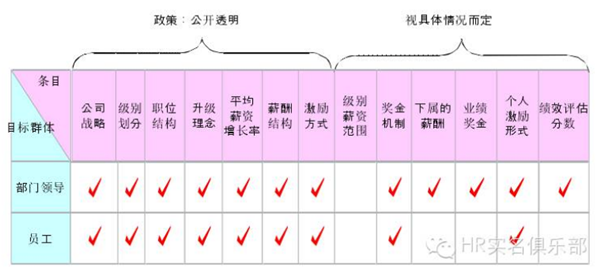 政策：公开透明
视具体情况而定
条目
目标群体
公司
战略
级别
划分
职位
结构
升级
理念
平均
薪资
增长率
薪酬
结构
激励
方式
级别
薪资
范围
奖金
机制
下属的
薪酬
业绩
奖金
个人
激励
形式
绩效评估
分数
部门领导
员工
HR实名俱乐部